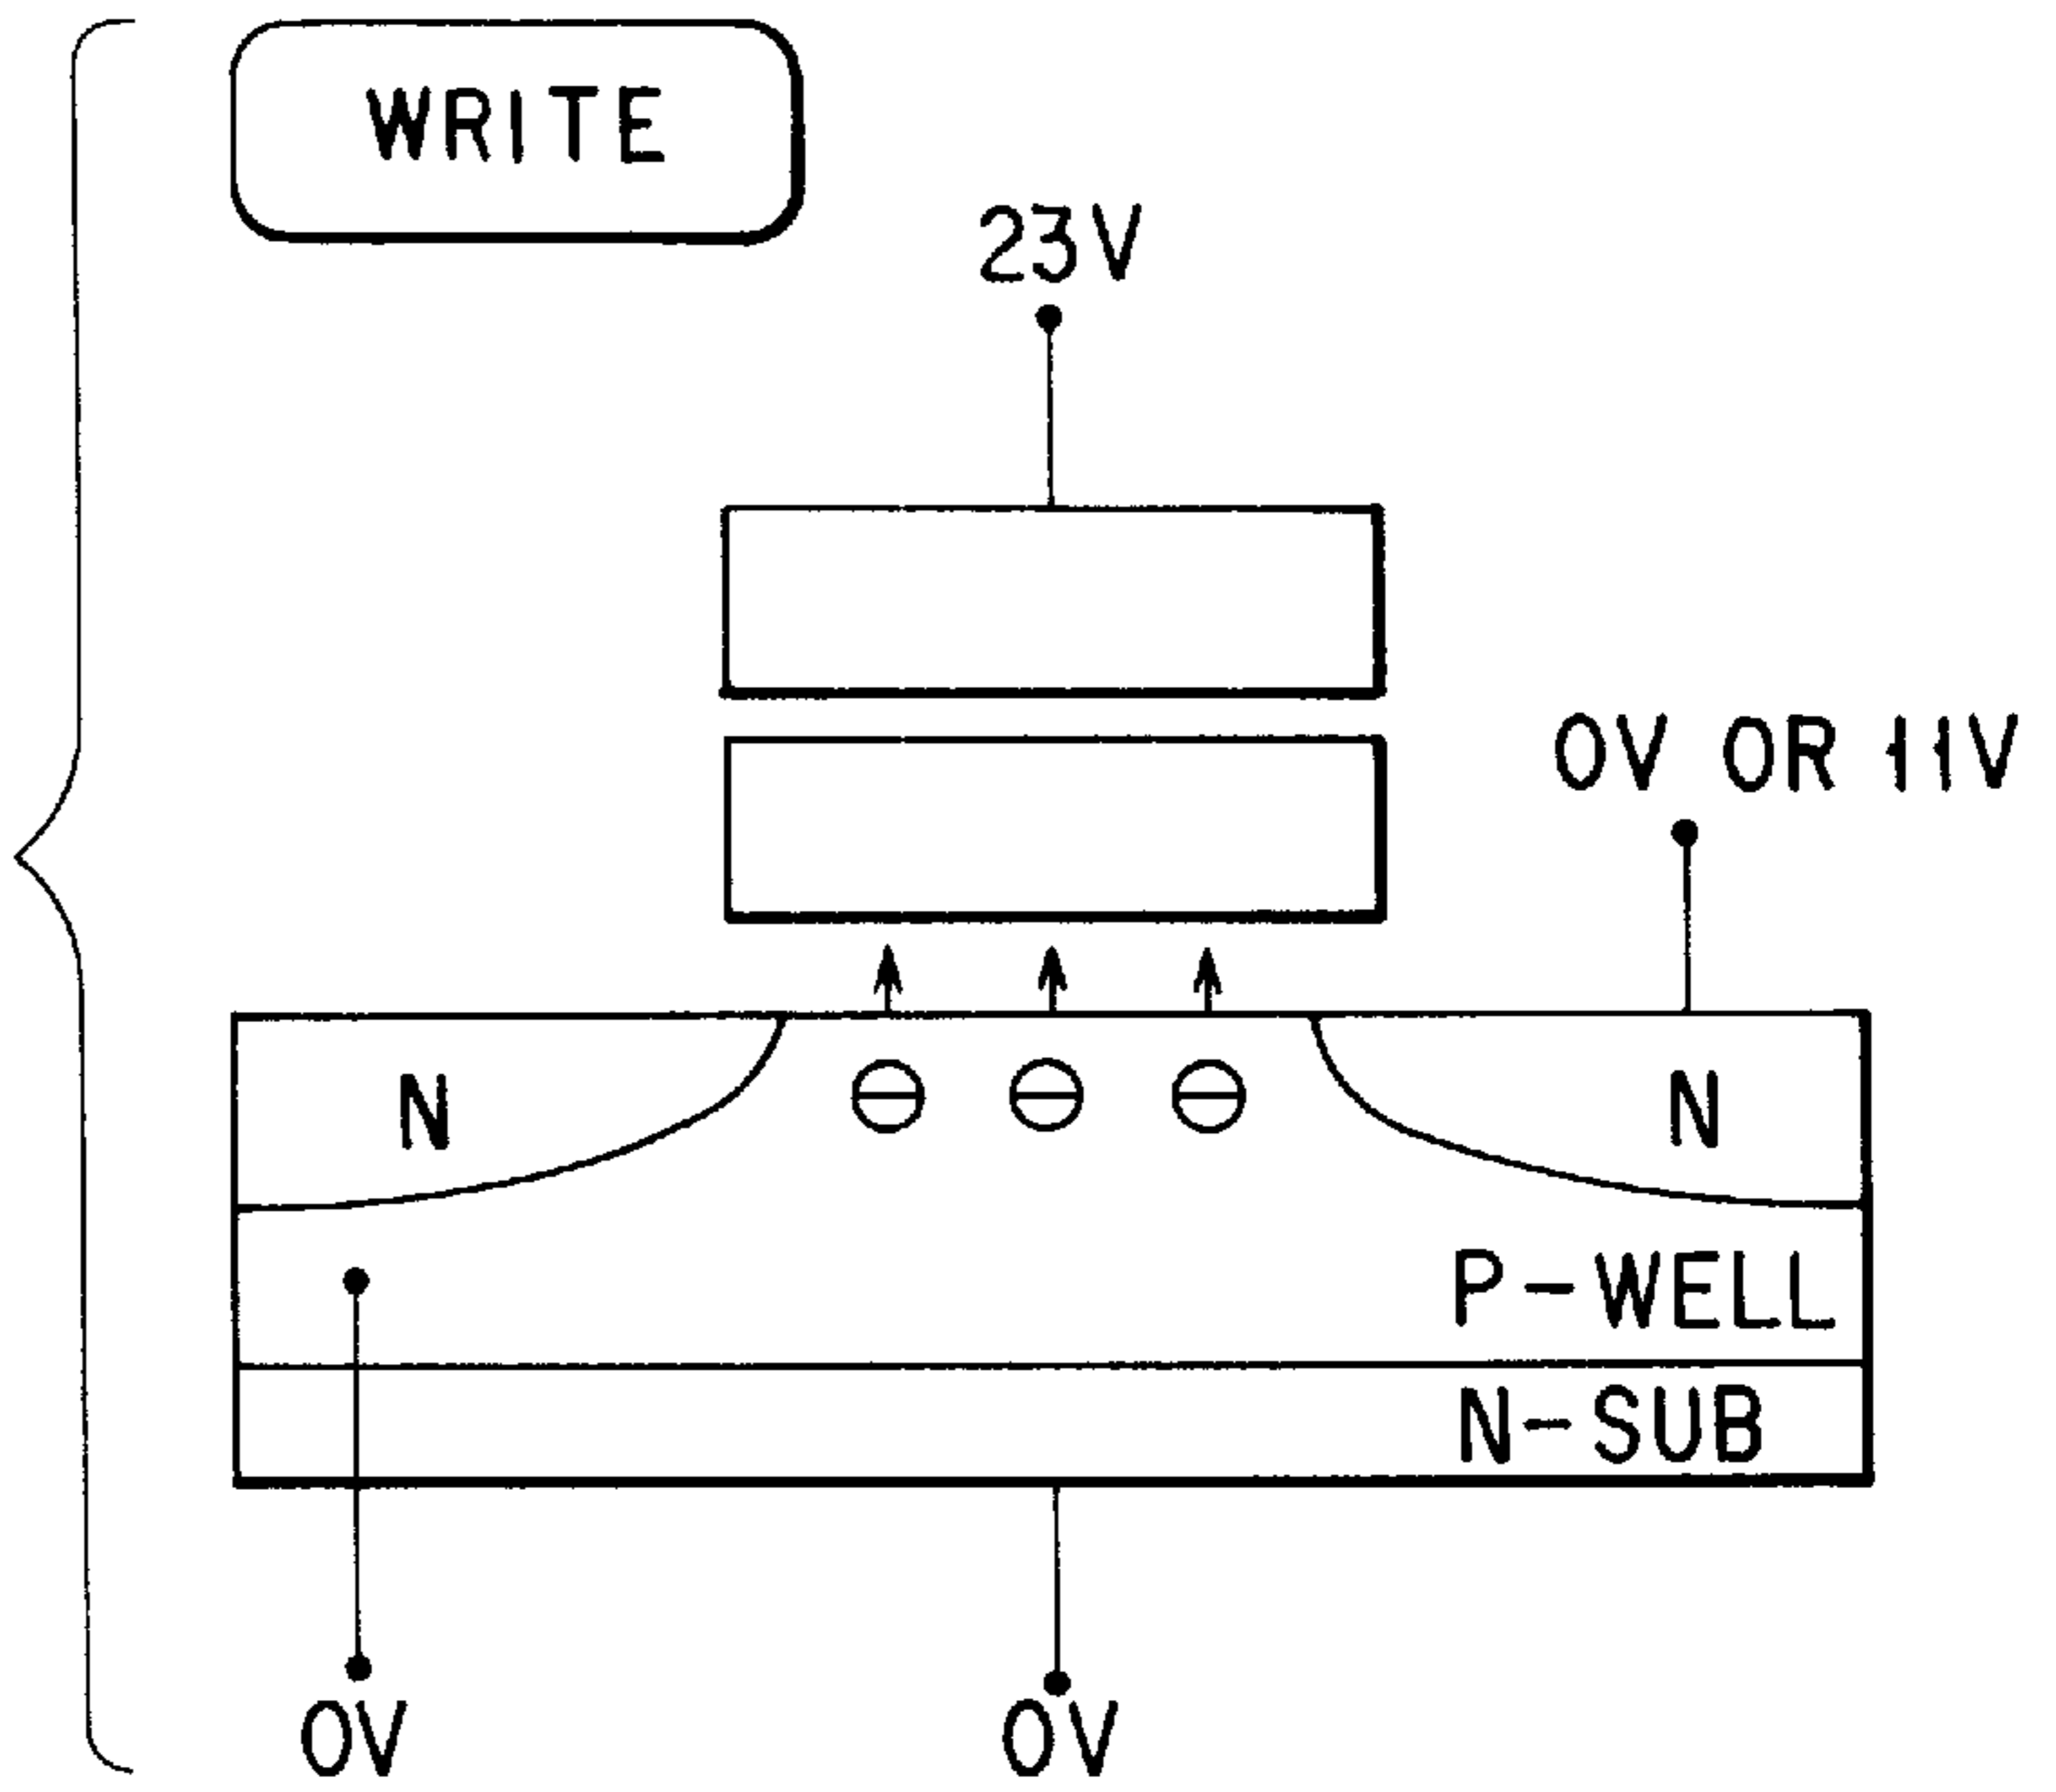 WRITE
23V
0V OR 11V
N
N
P-WELL
N-SUB
0V
0V